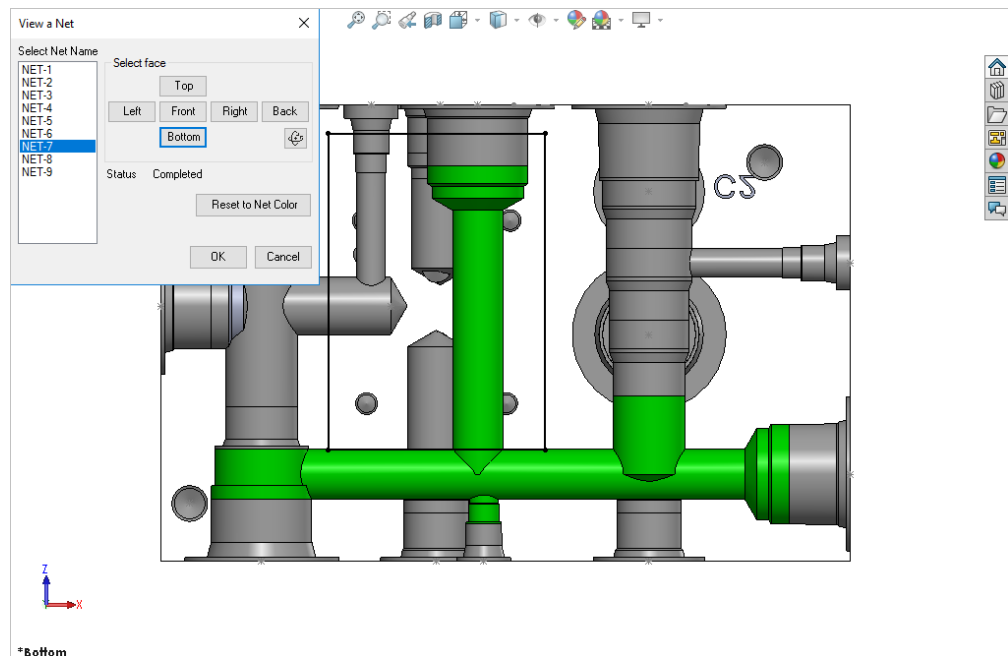 View a Net
Select Net Name
NET-1
NET-2
NET-3
NET-4
NET-5
NET-6
NET-7
NET-8
NET-9
Select face
Top
Left Front Right Back
Bottom
Status Completed
Reset to Net Color
OK Cancel
C5
Z
X
*Bottom